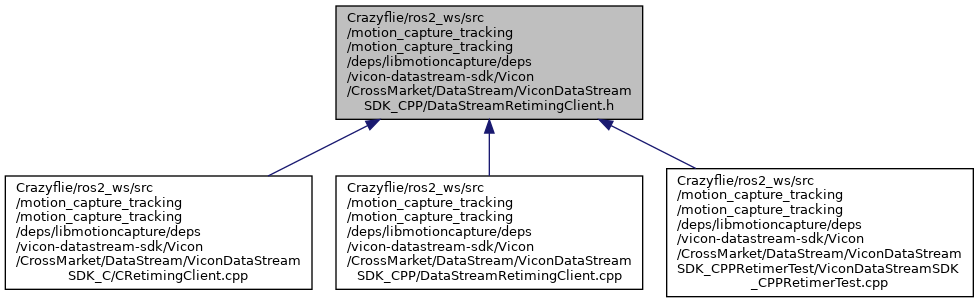 Crazyflie/ros2_ws/src
/motion_capture_tracking
/motion_capture_tracking
/deps/libmotioncapture/deps
/vicon-datastream-sdk/Vicon
/CrossMarket/DataStream/ViconDataStream
SDK_CPP/DataStreamRetimingClient.h
Crazyflie/ros2_ws/src
/motion_capture_tracking
/motion_capture_tracking
/deps/libmotioncapture/deps
/vicon-datastream-sdk/Vicon
/CrossMarket/DataStream/ViconDataStream
SDK_C/CRetimingClient.cpp
Crazyflie/ros2_ws/src
/motion_capture_tracking
/motion_capture_tracking
/deps/libmotioncapture/deps
/vicon-datastream-sdk/Vicon
/CrossMarket/DataStream/ViconDataStream
SDK_CPP/DataStreamRetimingClient.cpp
Crazyflie/ros2_ws/src
/motion_capture_tracking
/motion_capture_tracking
/deps/libmotioncapture/deps
/vicon-datastream-sdk/Vicon
/CrossMarket/DataStream/ViconDataStream
SDK_CPPRetimerTest/ViconDataStreamSDK
_CPPRetimerTest.cpp